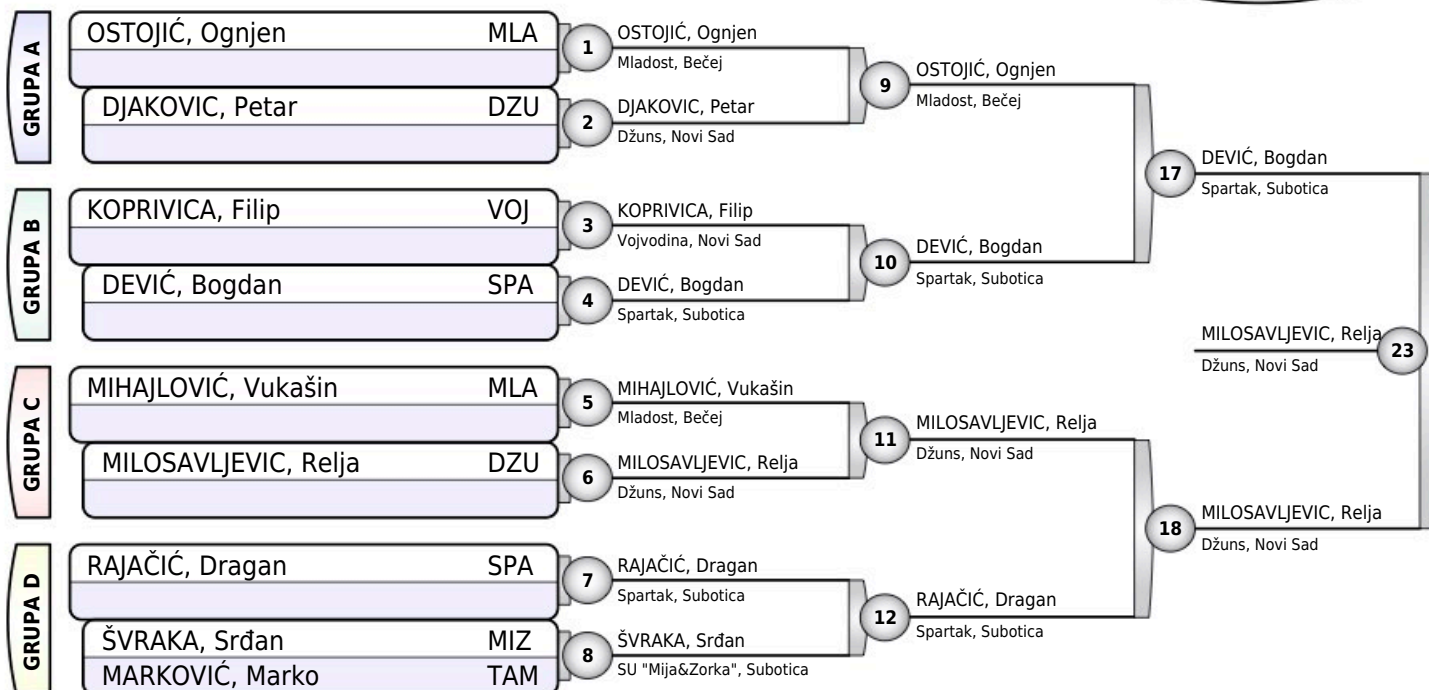 GRUPA A
OSTOJIĆ, Ognjen MLA
DJAKOVIC, Petar DZU
GRUPA B
KOPRIVICA, Filip VOJ
DEVIĆ, Bogdan SPA
GRUPA C
MIHAJLOVIĆ, Vukašin MLA
MILOSAVLJEVIC, Relja DZU
GRUPA D
RAJAČIĆ, Dragan SPA
ŠVRAKA, Srđan MIZ
MARKOVIĆ, Marko TAM
1
OSTOJIĆ, Ognjen
Mladost, Bečej
2
DJAKOVIC, Petar
Džuns, Novi Sad
3
KOPRIVICA, Filip
Vojvodina, Novi Sad
4
DEVIĆ, Bogdan
Spartak, Subotica
5
MIHAJLOVIĆ, Vukašin
Mladost, Bečej
6
MILOSAVLJEVIC, Relja
Džuns, Novi Sad
7
RAJAČIĆ, Dragan
Spartak, Subotica
8
ŠVRAKA, Srđan
SU "Mija&Zorka", Subotica
9
OSTOJIĆ, Ognjen
Mladost, Bečej
10
DEVIĆ, Bogdan
Spartak, Subotica
11
MILOSAVLJEVIC, Relja
Džuns, Novi Sad
12
RAJAČIĆ, Dragan
Spartak, Subotica
17
DEVIĆ, Bogdan
Spartak, Subotica
MILOSAVLJEVIC, Relja
Džuns, Novi Sad
23
18
MILOSAVLJEVIC, Relja
Džuns, Novi Sad